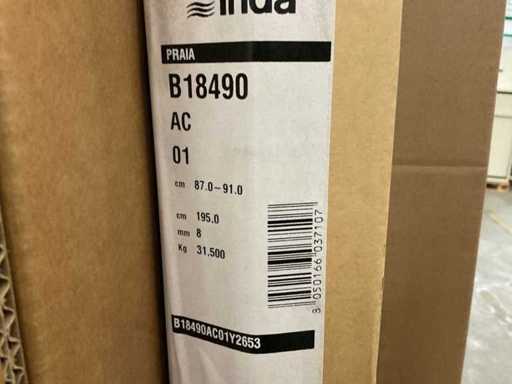 inda
PRAIA
B18490
AC
01
cm 87.0-91.0
cm 195.0
mm 8
Kg 31.500
3 050166 037107
B18490AC01Y2653